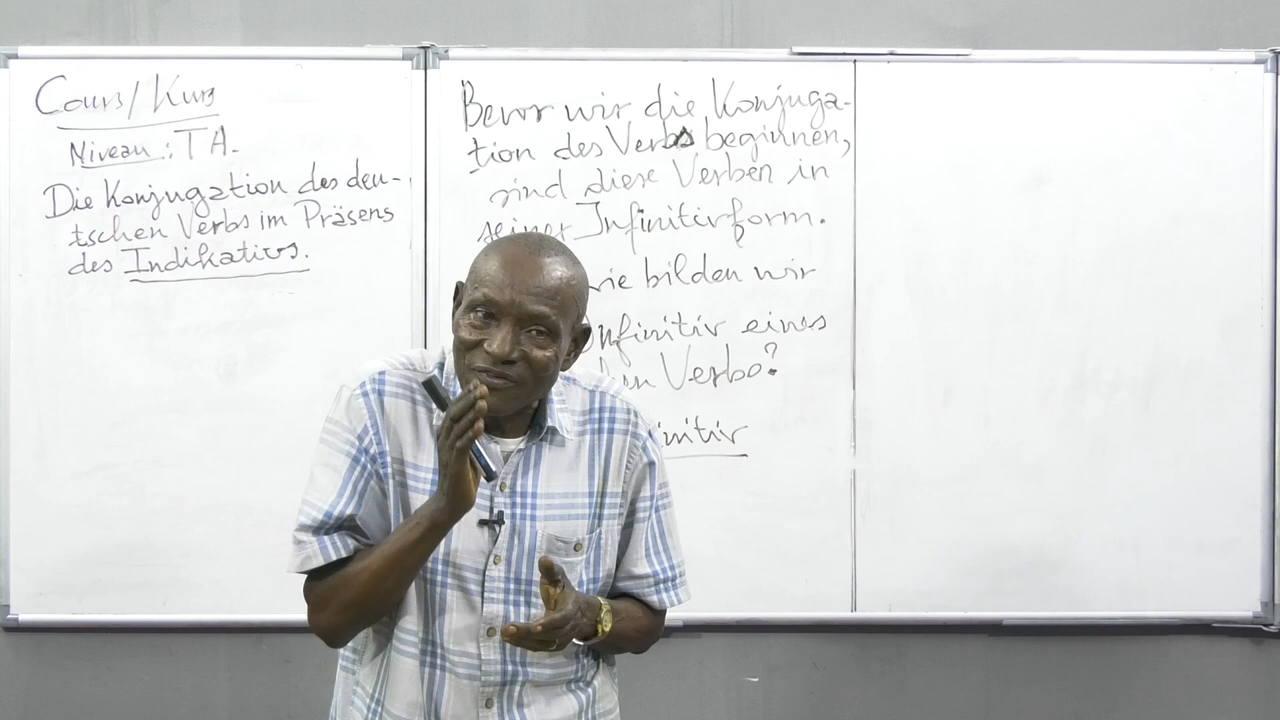 Cours/Kurs
Niveau : TA.
Die Konjugation des deu-
tschen Verbs im Präsens
des Indikativs.
Bevor wir die Konjuga-
tion des Verbs beginnen,
sind diese Verben in
seiner Infinitivform.
wie bilden wir
Infinitiv eines
Verbs?